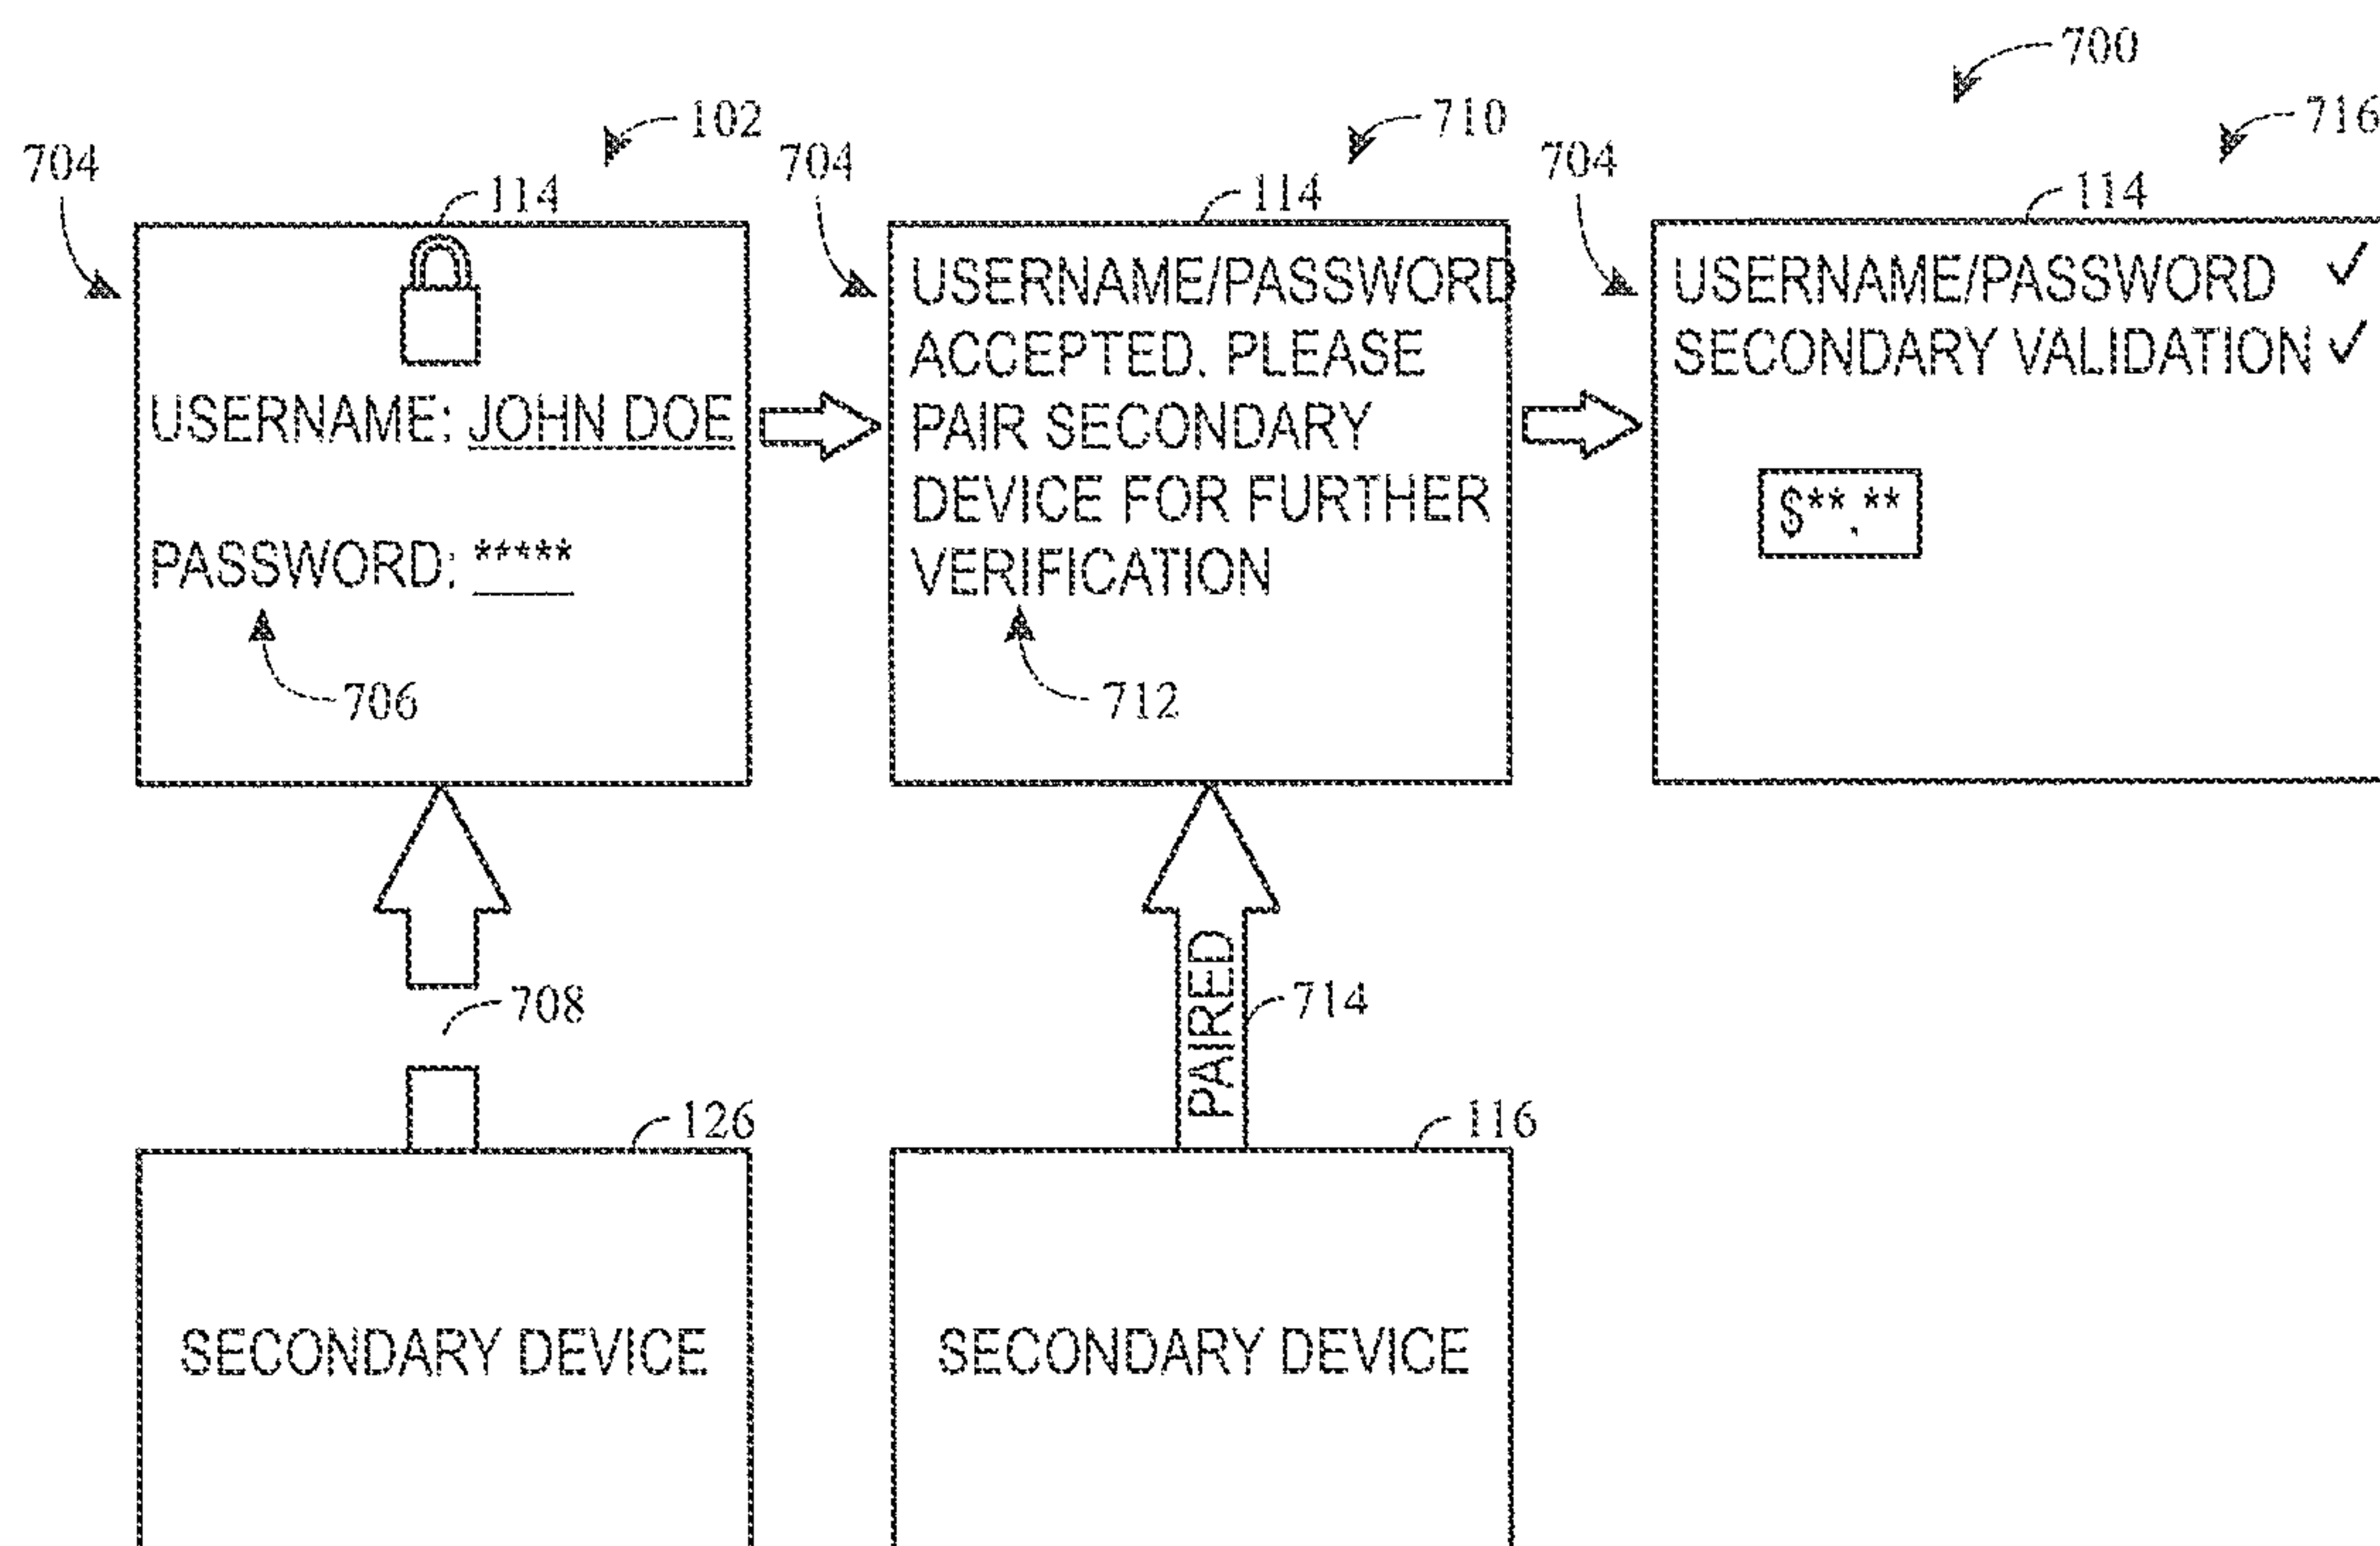 700
102
710
716
704
704
704
114
114
114
USERNAME: JOHN DOE
PASSWORD: *****
706
USERNAME/PASSWORD
ACCEPTED. PLEASE
PAIR SECONDARY
DEVICE FOR FURTHER
VERIFICATION
712
USERNAME/PASSWORD ✓
SECONDARY VALIDATION ✓
$**.**
708
PAIRED
714
126
116
SECONDARY DEVICE
SECONDARY DEVICE